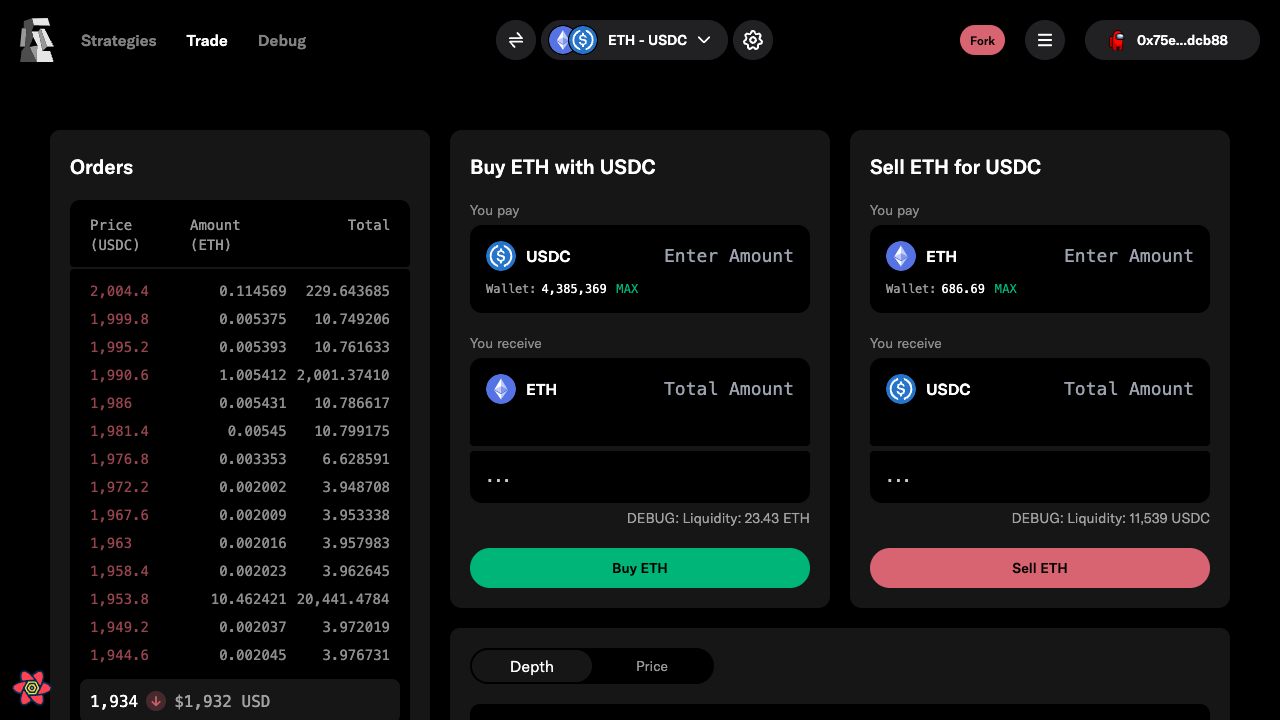 Strategies
Trade
Debug
ETH - USDC
Fork
0x75e...dcb88
Orders
Price (USDC)
Amount (ETH)
Total
2,004.4 0.114569 229.643685
1,999.8 0.005375 10.749206
1,995.2 0.005393 10.761633
1,990.6 1.005412 2,001.37410
1,986 0.005431 10.786617
1,981.4 0.00545 10.799175
1,976.8 0.003353 6.628591
1,972.2 0.002002 3.948708
1,967.6 0.002009 3.953338
1,963 0.002016 3.957983
1,958.4 0.002023 3.962645
1,953.8 10.462421 20,441.4784
1,949.2 0.002037 3.972019
1,944.6 0.002045 3.976731
1,934 $1,932 USD
Buy ETH with USDC
You pay
USDC Enter Amount
Wallet: 4,385,369 MAX
You receive
ETH Total Amount
...
DEBUG: Liquidity: 23.43 ETH
Buy ETH
Sell ETH for USDC
You pay
ETH Enter Amount
Wallet: 686.69 MAX
You receive
USDC Total Amount
...
DEBUG: Liquidity: 11,539 USDC
Sell ETH
Depth
Price